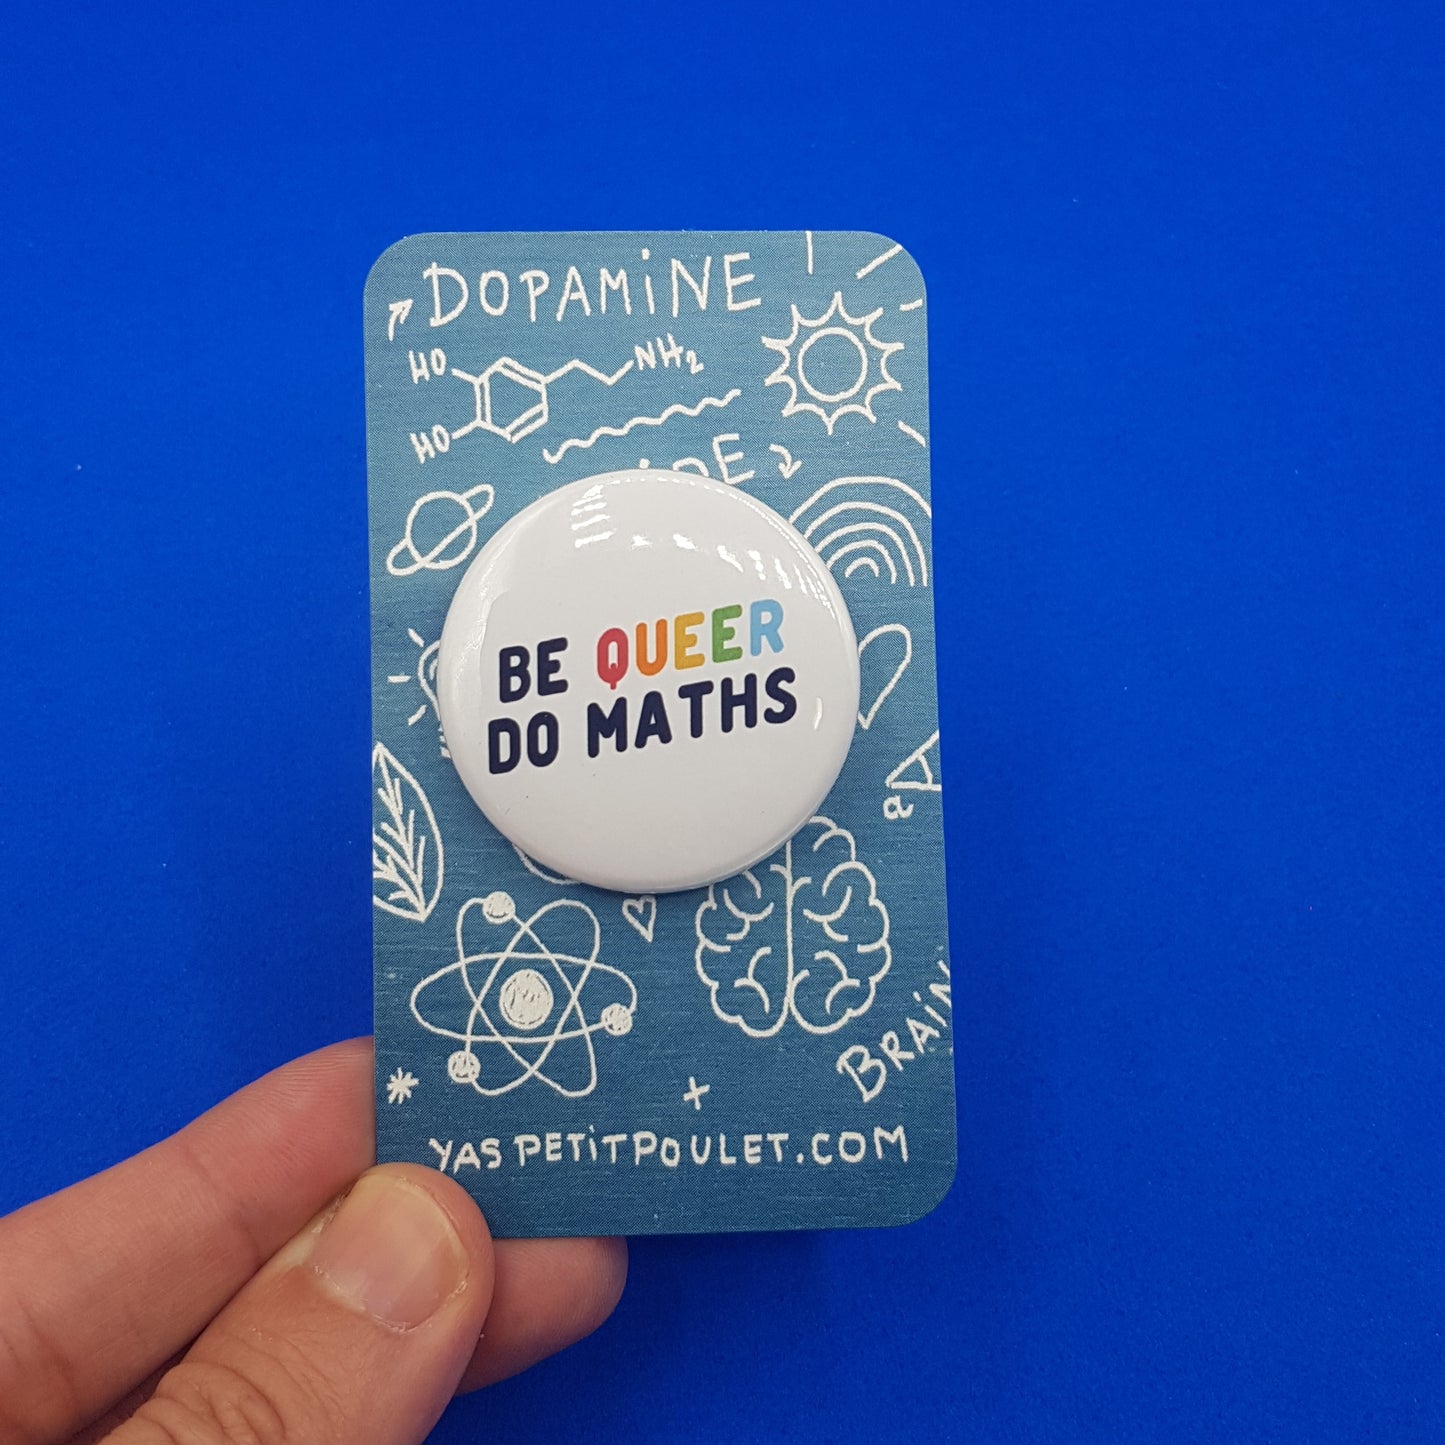 DOPAMINE
HO
NH2
HO
BE QUEER
DO MATHS
BRAIN
YASPETITPOULET.COM